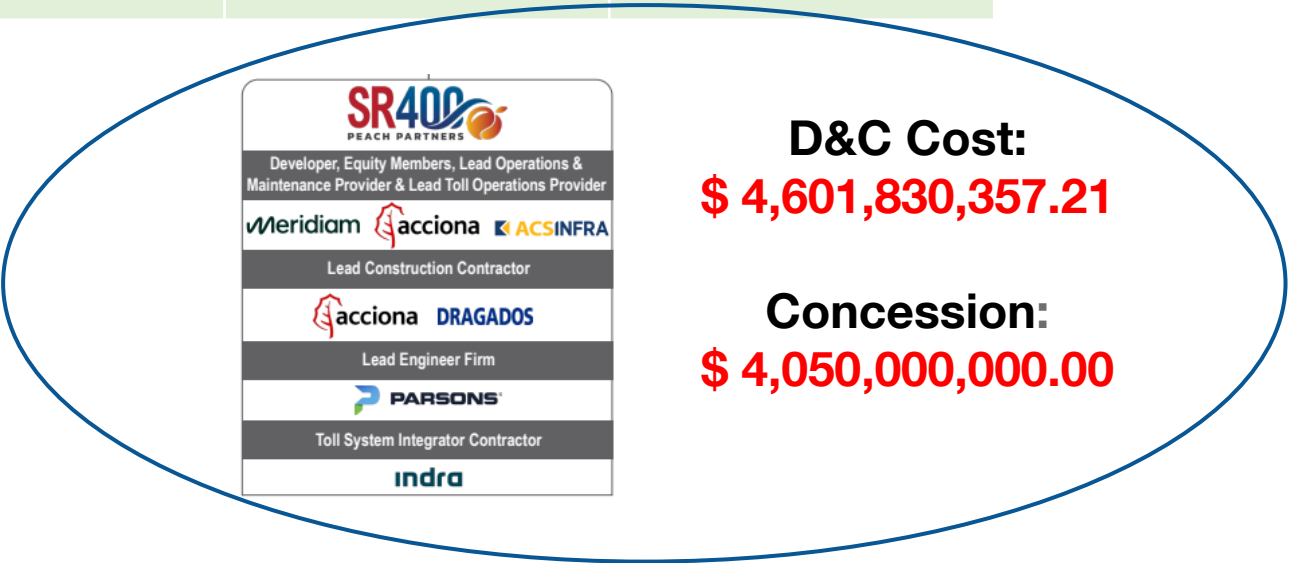 SR400
PEACH PARTNERS
Developer, Equity Members, Lead Operations &
Maintenance Provider & Lead Toll Operations Provider
Meridiam acciona ACSINFRA
Lead Construction Contractor
acciona DRAGADOS
Lead Engineer Firm
PARSONS
Toll System Integrator Contractor
indra
D&C Cost:
$ 4,601,830,357.21
Concession:
$ 4,050,000,000.00